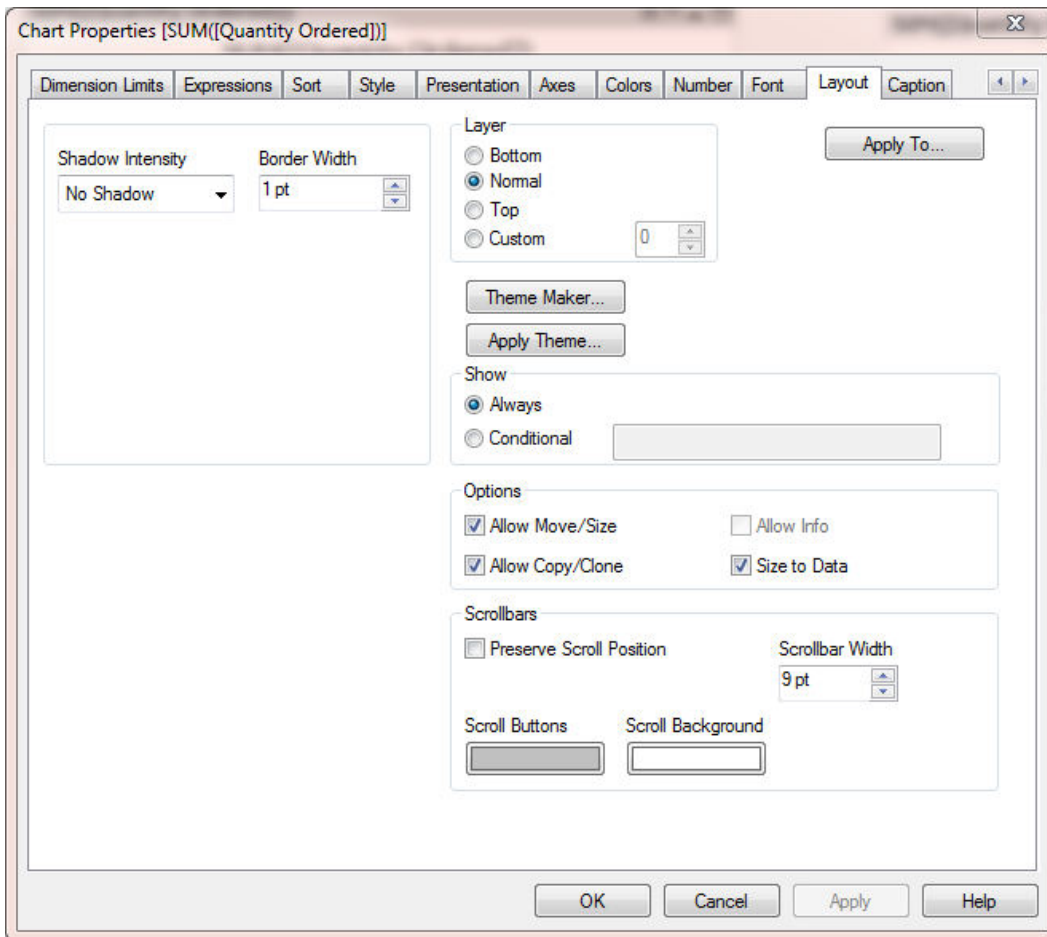 Chart Properties [SUM([Quantity Ordered])]
Dimension Limits Expressions Sort Style Presentation Axes Colors Number Font Layout Caption
Shadow Intensity Border Width
No Shadow 1 pt
Layer
Bottom
Normal
Top
Custom 0
Apply To...
Theme Maker...
Apply Theme...
Show
Always
Conditional
Options
Allow Move/Size Allow Info
Allow Copy/Clone Size to Data
Scrollbars
Preserve Scroll Position Scrollbar Width
9 pt
Scroll Buttons Scroll Background
OK Cancel Apply Help